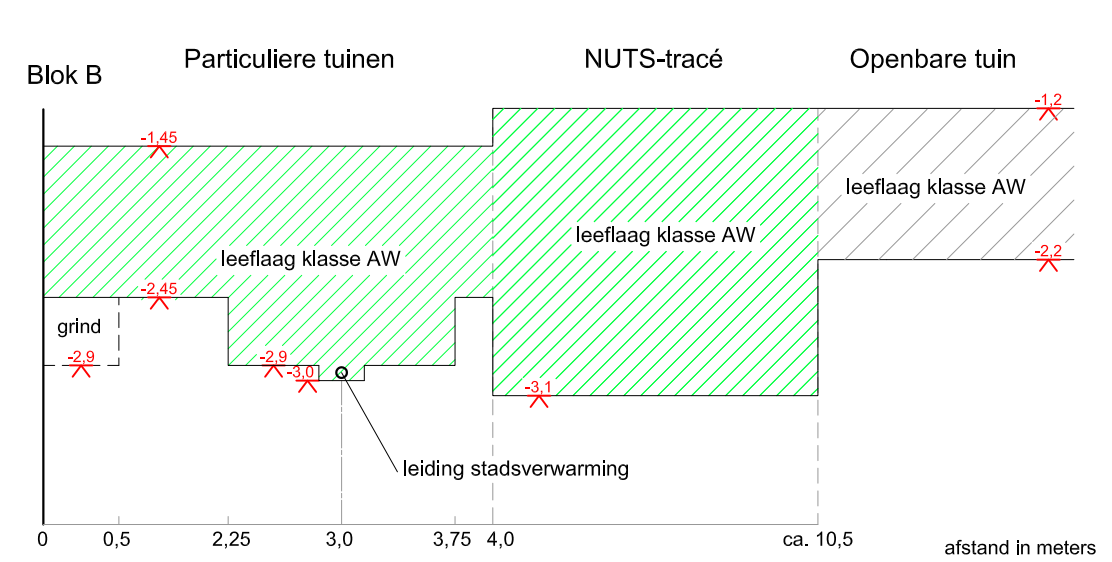 Particuliere tuinen
NUTS-tracé
Openbare tuin
Blok B
-1,2
-1,45
leeflaag klasse AW
leeflaag klasse AW
leeflaag klasse AW
-2,2
-2,45
grind
-2,9
-2,9
-3,0
-3,1
leiding stadsverwarming
0
0,5
2,25
3,0
3,75
4,0
ca. 10,5
afstand in meters